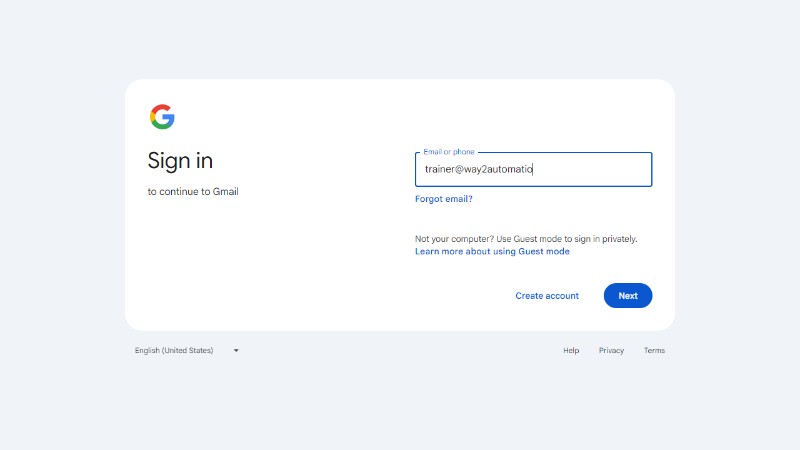 Sign in
to continue to Gmail
Email or phone
trainer@way2automatio
Forgot email?
Not your computer? Use Guest mode to sign in privately.
Learn more about using Guest mode
Create account
Next
English (United States)
Help
Privacy
Terms